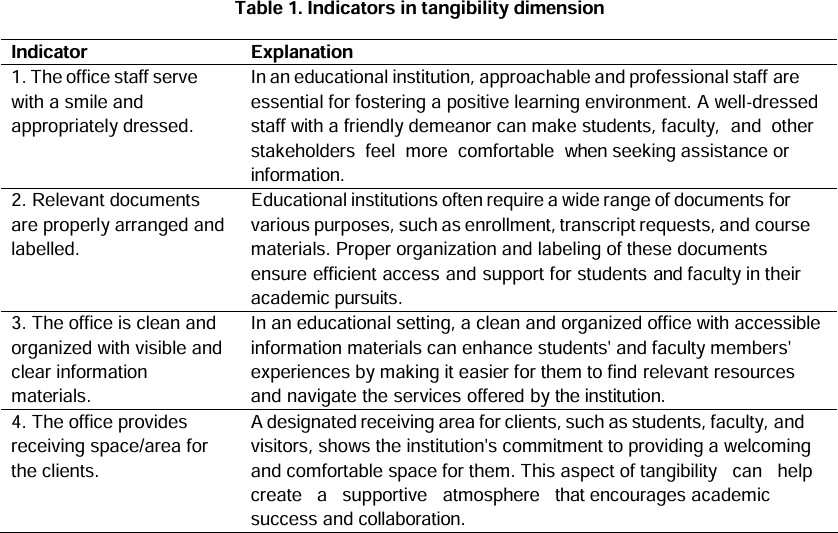 Table 1. Indicators in tangibility dimension
Indicator Explanation
1. The office staff serve
with a smile and
appropriately dressed.
In an educational institution, approachable and professional staff are
essential for fostering a positive learning environment. A well-dressed
staff with a friendly demeanor can make students, faculty, and other
stakeholders feel more comfortable when seeking assistance or
information.
2. Relevant documents
are properly arranged and
labelled.
Educational institutions often require a wide range of documents for
various purposes, such as enrollment, transcript requests, and course
materials. Proper organization and labeling of these documents
ensure efficient access and support for students and faculty in their
academic pursuits.
3. The office is clean and
organized with visible and
clear information
materials.
In an educational setting, a clean and organized office with accessible
information materials can enhance students' and faculty members'
experiences by making it easier for them to find relevant resources
and navigate the services offered by the institution.
4. The office provides
receiving space/area for
the clients.
A designated receiving area for clients, such as students, faculty, and
visitors, shows the institution's commitment to providing a welcoming
and comfortable space for them. This aspect of tangibility can help
create a supportive atmosphere that encourages academic
success and collaboration.